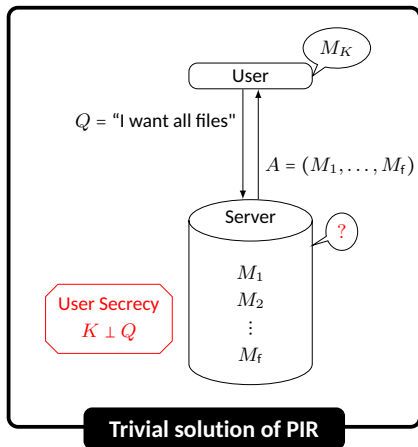 M_K
User
Q = “I want all files"
A = (M_1, . . . , M_f)
Server
?
M_1
User Secrecy
M_2
K ⊥ Q
⋮
M_f
Trivial solution of PIR